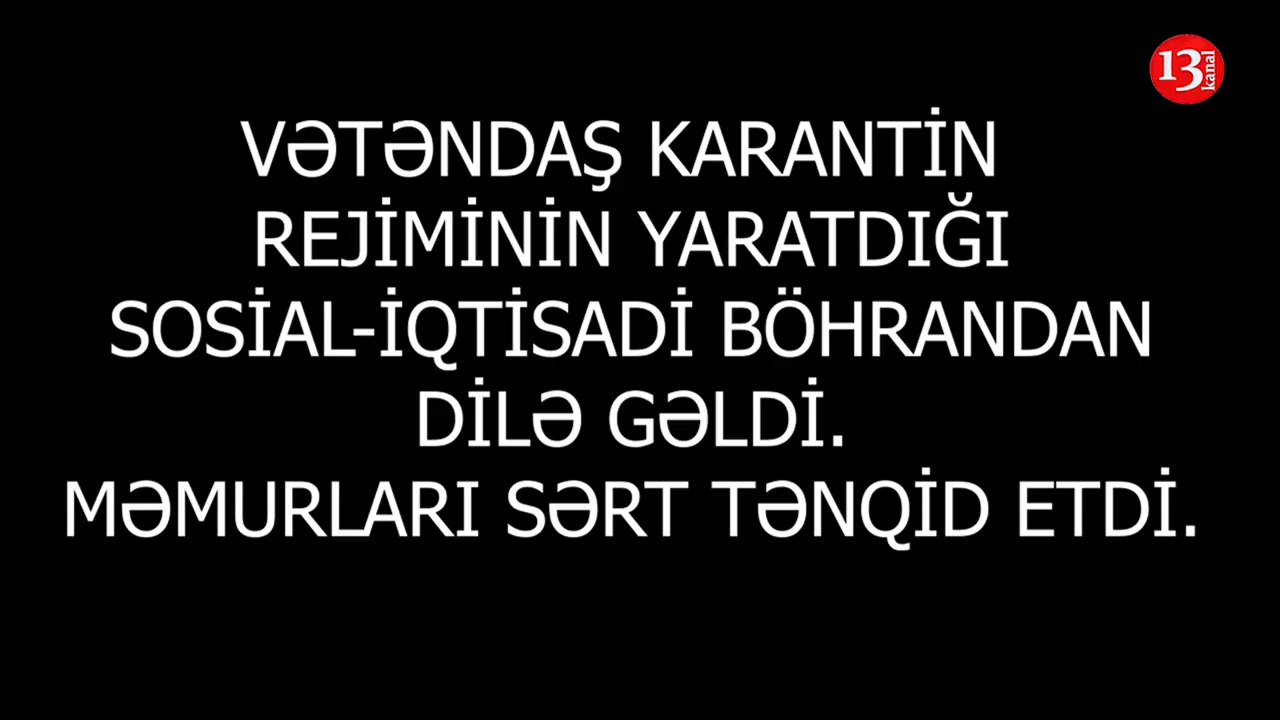 13 kanal
VƏTƏNDAŞ KARANTİN
REJİMİNİN YARATDIĞI
SOSİAL-İQTİSADİ BÖHRANDAN
DİLƏ GƏLDİ.
MƏMURLARI SƏRT TƏNQİD ETDİ.